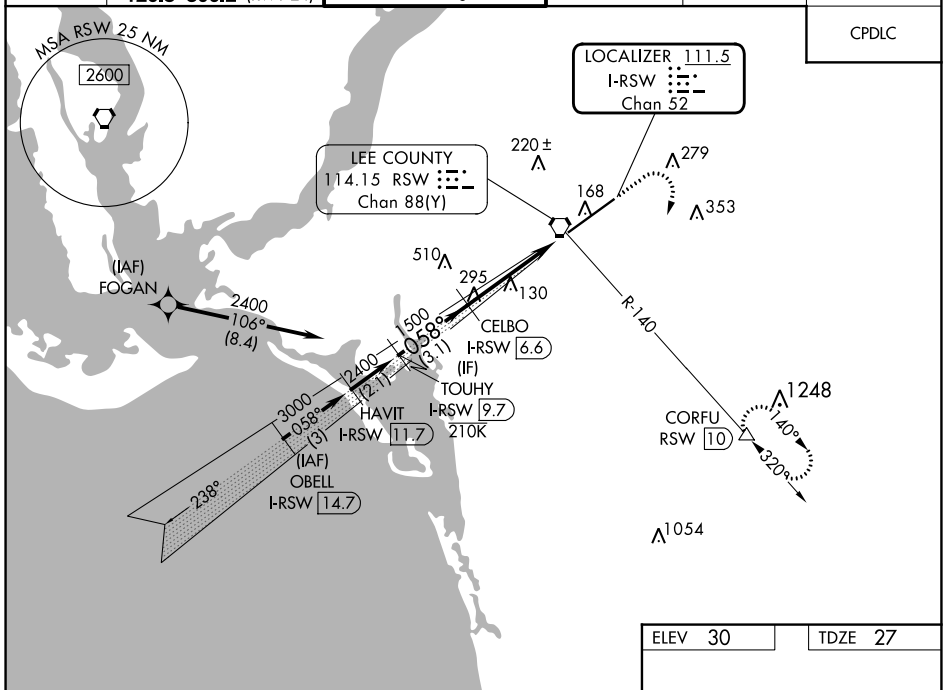 CPDLC
MSA RSW 25 NM
2600
LOCALIZER 111.5
I-RSW
Chan 52
LEE COUNTY
114.15 RSW
Chan 88(Y)
220 ±
279
168
353
510
295
130
(IAF)
FOGAN
2400
106°
(8.4)
R-140
1500
058°
(3.1)
CELBO
I-RSW 6.6
(IF)
TOUHY
I-RSW 9.7
210K
2400
(2.1)
HAVIT
I-RSW 11.7
3000
058°
(3)
(IAF)
OBELL
I-RSW 14.7
238°
1248
CORFU
RSW 10
140°
320°
1054
ELEV 30
TDZE 27